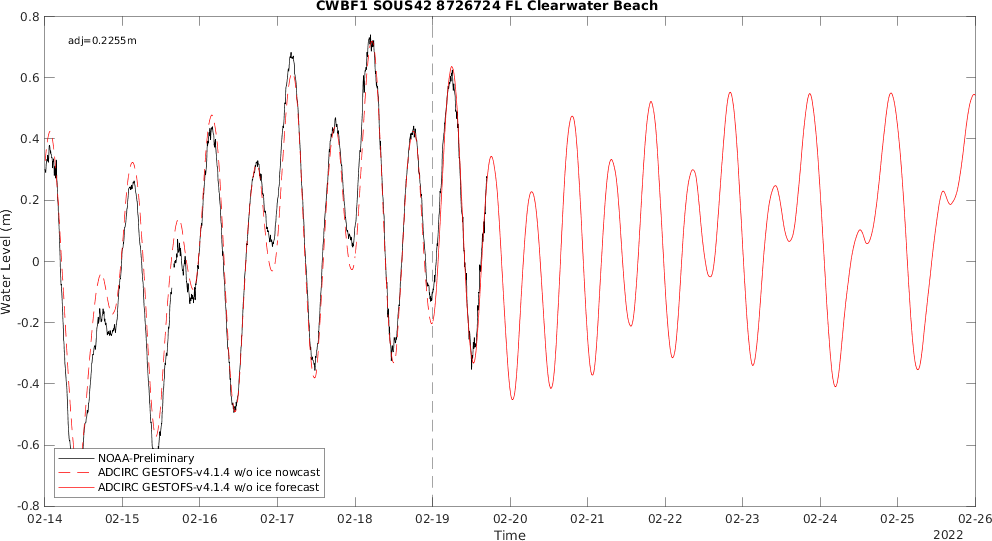 CWBF1 SOUS42 8726724 FL Clearwater Beach
adj=0.2255m
Water Level (m)
0.8
0.6
0.4
0.2
0
-0.2
-0.4
-0.6
-0.8
NOAA-Preliminary
ADCIRC GESTOFS-v4.1.4 w/o ice nowcast
ADCIRC GESTOFS-v4.1.4 w/o ice forecast
02-14 02-15 02-16 02-17 02-18 02-19 02-20 02-21 02-22 02-23 02-24 02-25 02-26
Time
2022